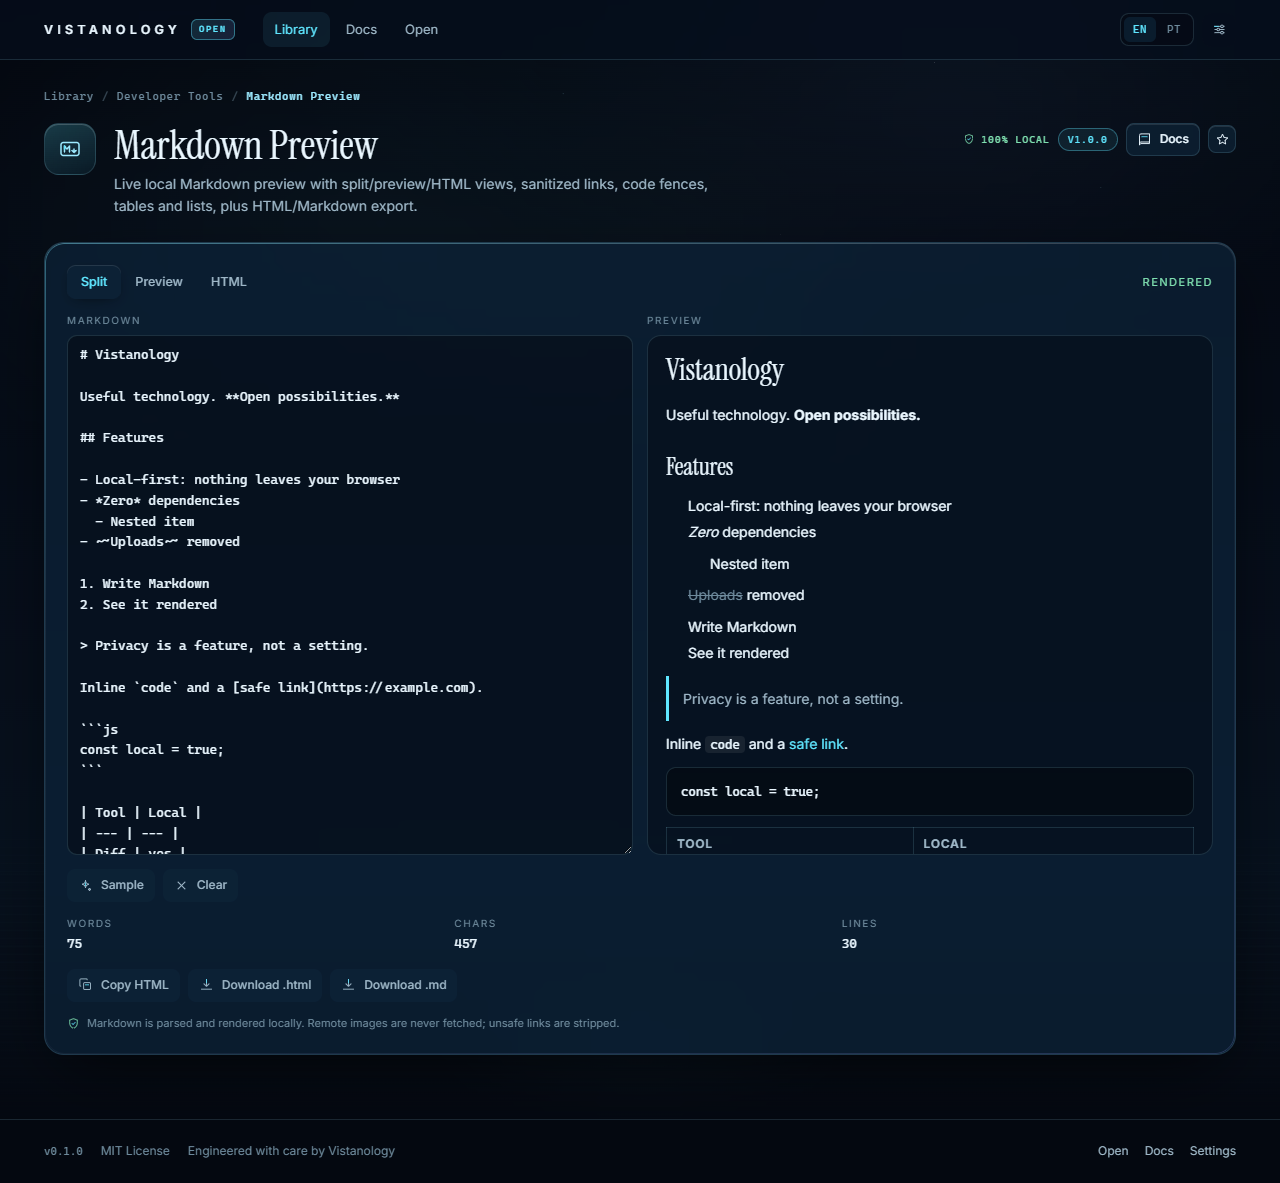 VISTANOLOGY OPEN Library Docs Open EN PT
Library / Developer Tools / Markdown Preview
Markdown Preview
100% LOCAL V1.0.0 Docs
Live local Markdown preview with split/preview/HTML views, sanitized links, code fences,
tables and lists, plus HTML/Markdown export.
Split Preview HTML RENDERED
MARKDOWN
# Vistanology
Useful technology. **Open possibilities.**
## Features
- Local-first: nothing leaves your browser
- *Zero* dependencies
  - Nested item
- ~~Uploads~~ removed
1. Write Markdown
2. See it rendered
> Privacy is a feature, not a setting.
Inline `code` and a [safe link](https://example.com).
```js
const local = true;
```
| Tool | Local |
| --- | --- |
| Diff | yes |
PREVIEW
Vistanology
Useful technology. Open possibilities.
Features
Local-first: nothing leaves your browser
Zero dependencies
Nested item
Uploads removed
Write Markdown
See it rendered
Privacy is a feature, not a setting.
Inline code and a safe link.
const local = true;
TOOL LOCAL
Sample Clear
WORDS CHARS LINES
75 457 30
Copy HTML Download .html Download .md
Markdown is parsed and rendered locally. Remote images are never fetched; unsafe links are stripped.
v0.1.0 MIT License Engineered with care by Vistanology Open Docs Settings